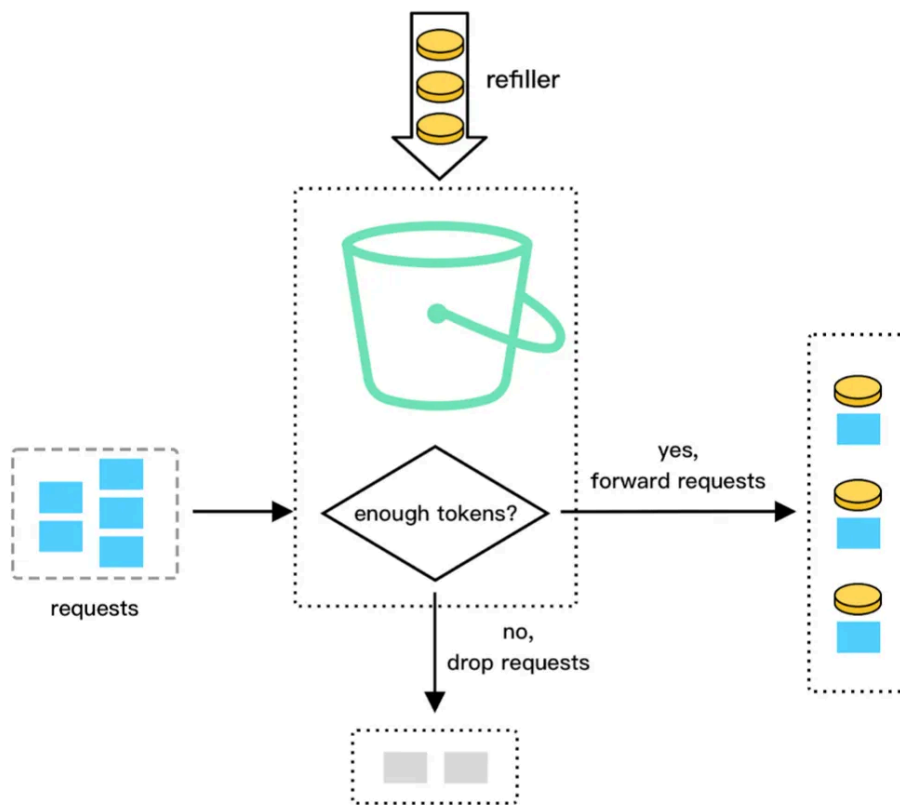 refiller
yes,
forward requests
enough tokens?
requests
no,
drop requests